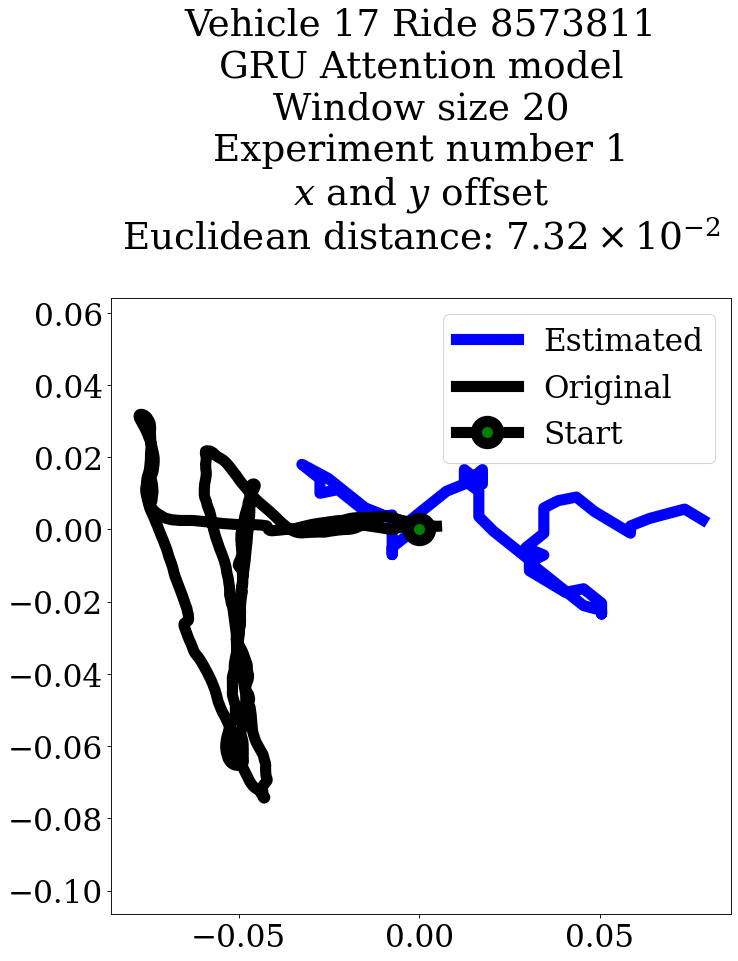 Vehicle 17 Ride 8573811
GRU Attention model
Window size 20
Experiment number 1
x and y offset
Euclidean distance: 7.32 × 10⁻²
Estimated
Original
Start
0.06
0.04
0.02
0.00
−0.02
−0.04
−0.06
−0.08
−0.10
−0.05
0.00
0.05